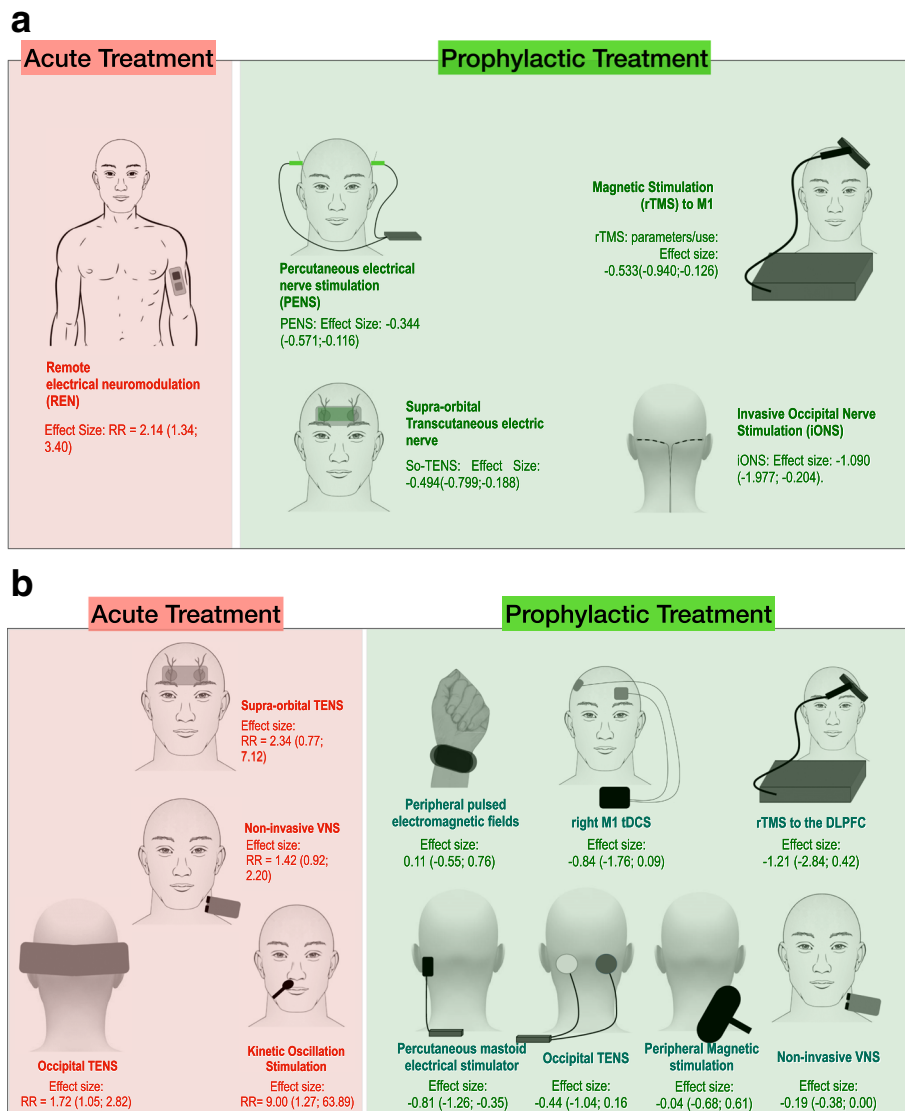 a
Acute Treatment
Prophylactic Treatment
Remote
electrical neuromodulation
(REN)
Effect Size: RR = 2.14 (1.34;
3.40)
Percutaneous electrical
nerve stimulation
(PENS)
PENS: Effect Size: -0.344
(-0.571;-0.116)
Magnetic Stimulation
(rTMS) to M1
rTMS: parameters/use:
Effect size:
-0.533(-0.940;-0.126)
Supra-orbital
Transcutaneous electric
nerve
So-TENS: Effect Size:
-0.494(-0.799;-0.188)
Invasive Occipital Nerve
Stimulation (iONS)
iONS: Effect size: -1.090
(-1.977; -0.204).
b
Acute Treatment
Prophylactic Treatment
Supra-orbital TENS
Effect size:
RR = 2.34 (0.77;
7.12)
Non-invasive VNS
Effect size:
RR = 1.42 (0.92;
2.20)
Occipital TENS
Effect size:
RR = 1.72 (1.05; 2.82)
Kinetic Oscillation
Stimulation
Effect size:
RR= 9.00 (1.27; 63.89)
Peripheral pulsed
electromagnetic fields
Effect size:
0.11 (-0.55; 0.76)
right M1 tDCS
Effect size:
-0.84 (-1.76; 0.09)
rTMS to the DLPFC
Effect size:
-1.21 (-2.84; 0.42)
Percutaneous mastoid
electrical stimulator
Effect size:
-0.81 (-1.26; -0.35)
Occipital TENS
Effect size:
-0.44 (-1.04; 0.16
Peripheral Magnetic
stimulation
Effect size:
-0.04 (-0.68; 0.61)
Non-invasive VNS
Effect size:
-0.19 (-0.38; 0.00)